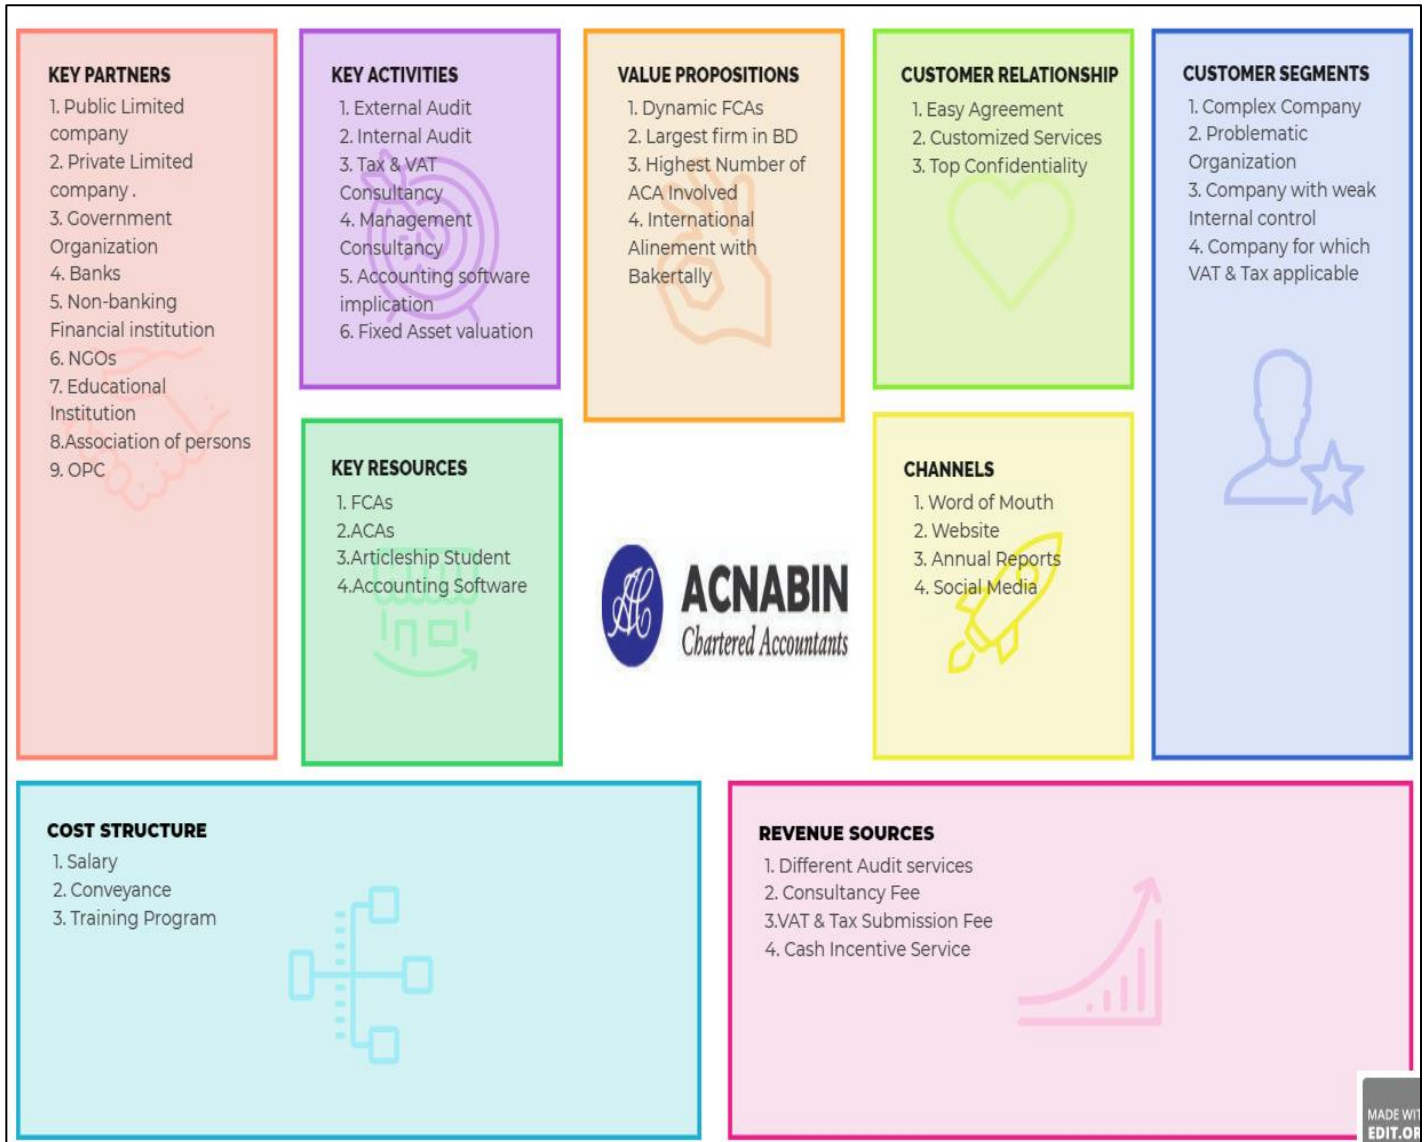 KEY PARTNERS
1. Public Limited
company
2. Private Limited
company .
3. Government
Organization
4. Banks
5. Non-banking
Financial institution
6. NGOs
7. Educational
Institution
8.Association of persons
9. OPC
KEY ACTIVITIES
1. External Audit
2. Internal Audit
3. Tax & VAT
Consultancy
4. Management
Consultancy
5. Accounting software
implication
6. Fixed Asset valuation
KEY RESOURCES
1. FCAs
2.ACAs
3.Articleship Student
4.Accounting Software
VALUE PROPOSITIONS
1. Dynamic FCAs
2. Largest firm in BD
3. Highest Number of
ACA Involved
4. International
Alinement with
Bakertally
ACNABIN
Chartered Accountants
CUSTOMER RELATIONSHIP
1. Easy Agreement
2. Customized Services
3. Top Confidentiality
CHANNELS
1. Word of Mouth
2. Website
3. Annual Reports
4. Social Media
CUSTOMER SEGMENTS
1. Complex Company
2. Problematic
Organization
3. Company with weak
Internal control
4. Company for which
VAT & Tax applicable
COST STRUCTURE
1. Salary
2. Conveyance
3. Training Program
REVENUE SOURCES
1. Different Audit services
2. Consultancy Fee
3.VAT & Tax Submission Fee
4. Cash Incentive Service
MADE WIT
EDIT.OR